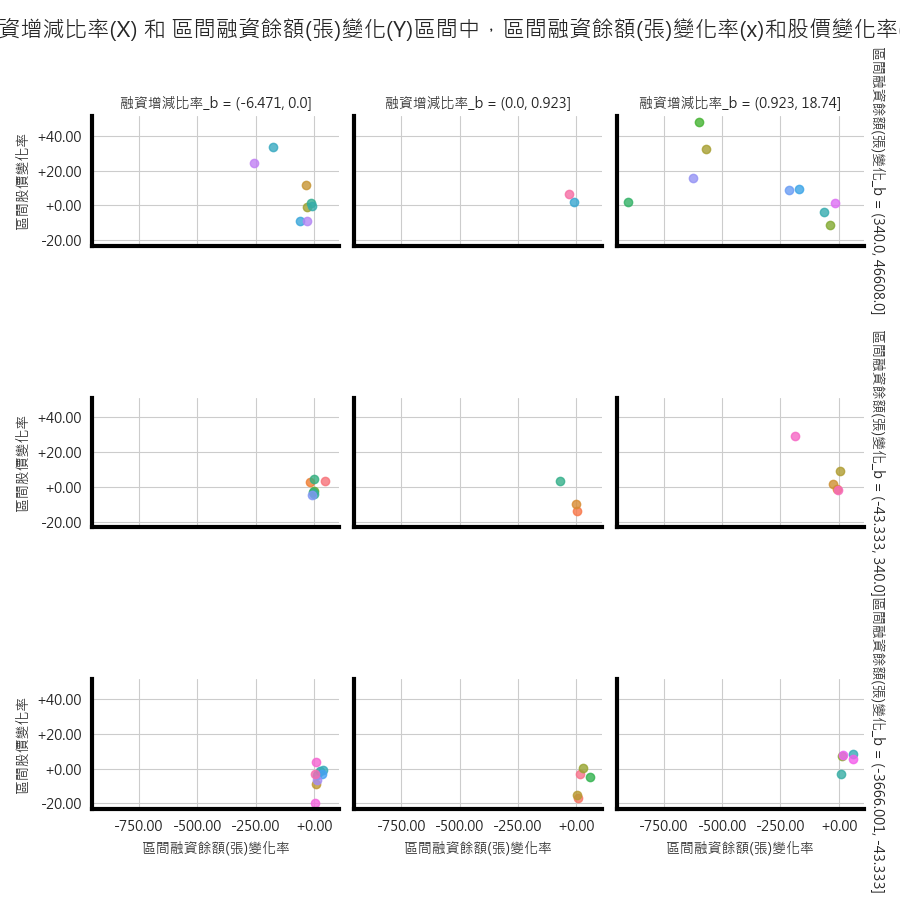 資增減比率(X) 和 區間融資餘額(張)變化(Y)區間中，區間融資餘額(張)變化率(x)和股價變化率
融資增減比率_b = (-6.471, 0.0]
融資增減比率_b = (0.0, 0.923]
融資增減比率_b = (0.923, 18.74]
區間融資餘額(張)變化_b = (340.0, 46608.0]
區間股價變化率
+40.00
+20.00
+0.00
-20.00
區間融資餘額(張)變化_b = (-43.333, 340.0]
區間股價變化率
+40.00
+20.00
+0.00
-20.00
區間融資餘額(張)變化_b = (-3666.001, -43.333]
區間股價變化率
+40.00
+20.00
+0.00
-20.00
-750.00 -500.00 -250.00 +0.00
-750.00 -500.00 -250.00 +0.00
-750.00 -500.00 -250.00 +0.00
區間融資餘額(張)變化率
區間融資餘額(張)變化率
區間融資餘額(張)變化率